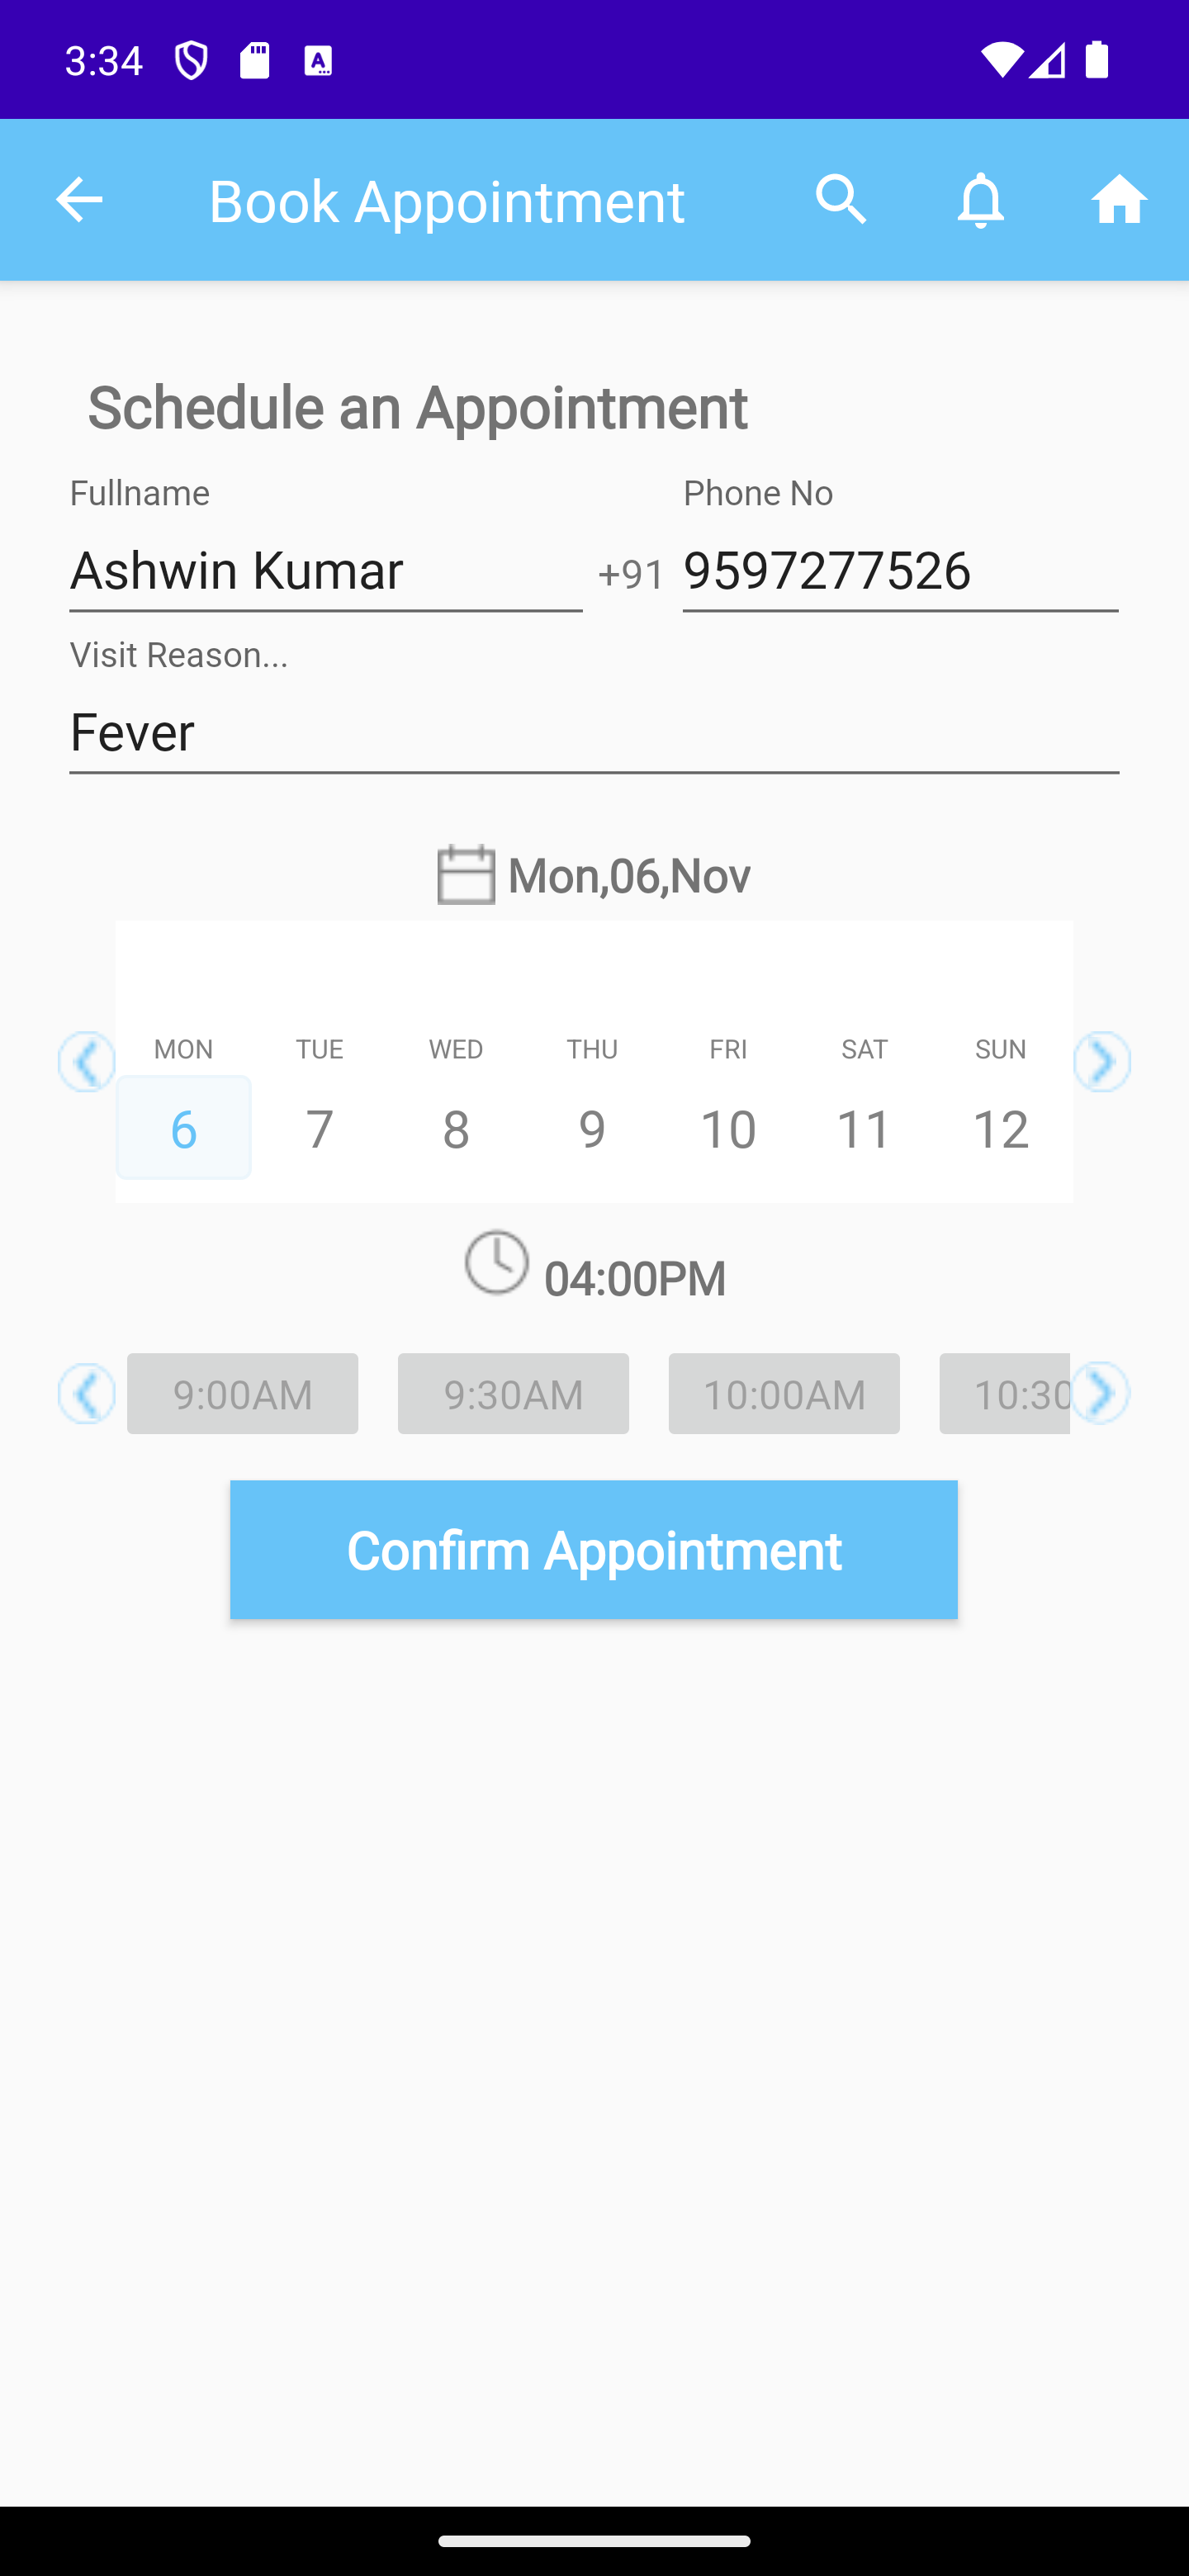 3:34
Book Appointment
Schedule an Appointment
Fullname Phone No
Ashwin Kumar +91 9597277526
Visit Reason...
Fever
Mon,06,Nov
MON TUE WED THU FRI SAT SUN
6 7 8 9 10 11 12
04:00PM
9:00AM 9:30AM 10:00AM 10:30
Confirm Appointment